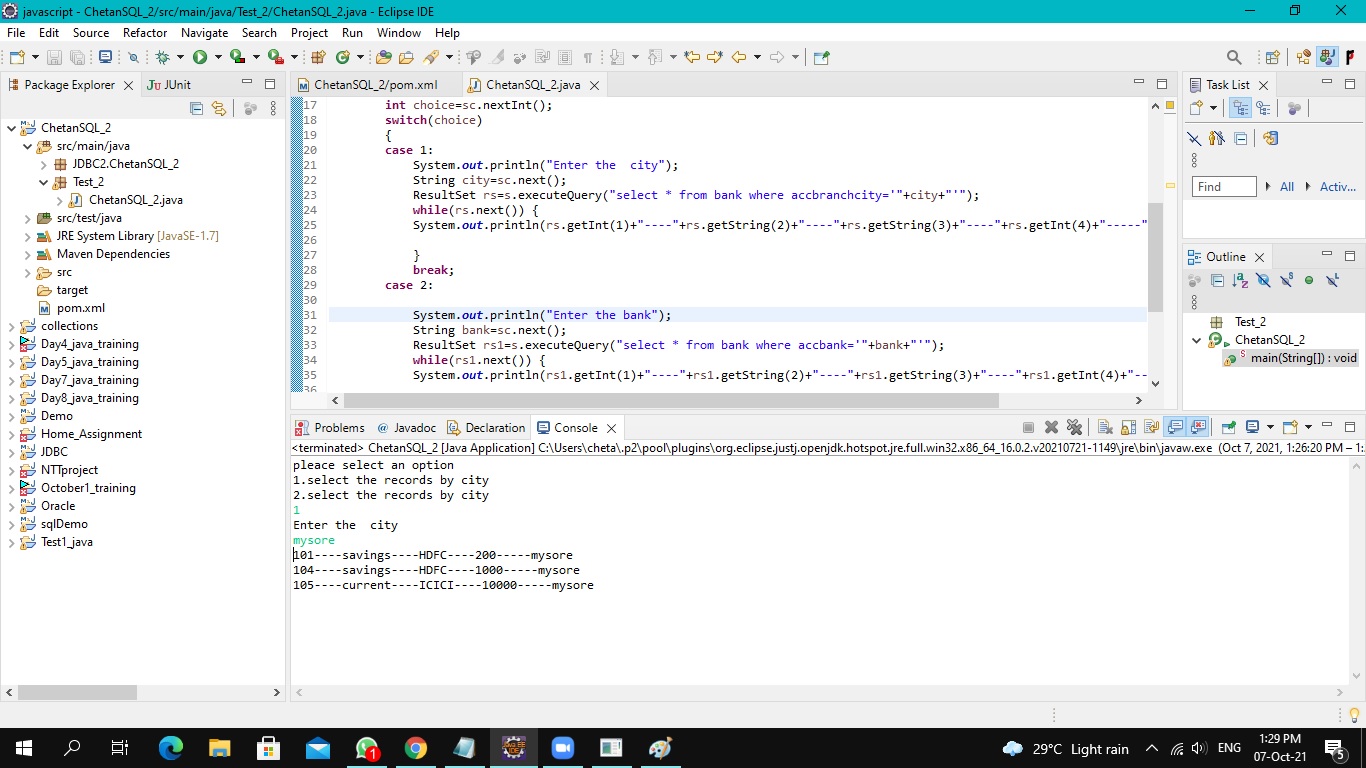 javascript - ChetanSQL_2/src/main/java/Test_2/ChetanSQL_2.java - Eclipse IDE
File Edit Source Refactor Navigate Search Project Run Window Help
Package Explorer JUnit
ChetanSQL_2
src/main/java
JDBC2.ChetanSQL_2
Test_2
ChetanSQL_2.java
src/test/java
JRE System Library [JavaSE-1.7]
Maven Dependencies
src
target
pom.xml
collections
Day4_java_training
Day5_java_training
Day7_java_training
Day8_java_training
Demo
Home_Assignment
JDBC
NTTproject
October1_training
Oracle
sqlDemo
Test1_java
ChetanSQL_2/pom.xml ChetanSQL_2.java
17 int choice=sc.nextInt();
18 switch(choice)
19 {
20 case 1:
21 System.out.println("Enter the  city");
22 String city=sc.next();
23 ResultSet rs=s.executeQuery("select * from bank where accbranchcity='"+city+"'");
24 while(rs.next()) {
25 System.out.println(rs.getInt(1)+"----"+rs.getString(2)+"----"+rs.getString(3)+"----"+rs.getInt(4)+"-----"
26
27 }
28 break;
29 case 2:
30
31 System.out.println("Enter the bank");
32 String bank=sc.next();
33 ResultSet rs1=s.executeQuery("select * from bank where accbank='"+bank+"'");
34 while(rs1.next()) {
35 System.out.println(rs1.getInt(1)+"----"+rs1.getString(2)+"----"+rs1.getString(3)+"----"+rs1.getInt(4)+"--
36
Problems Javadoc Declaration Console
<terminated> ChetanSQL_2 [Java Application] C:\Users\cheta\.p2\pool\plugins\org.eclipse.justj.openjdk.hotspot.jre.full.win32.x86_64_16.0.2.v20210721-1149\jre\bin\javaw.exe (Oct 7, 2021, 1:26:20 PM – 1:
pleace select an option
1.select the records by city
2.select the records by city
1
Enter the  city
mysore
101----savings----HDFC----200-----mysore
104----savings----HDFC----1000-----mysore
105----current----ICICI----10000-----mysore
Task List
Find All Activ...
Outline
Test_2
ChetanSQL_2
main(String[]) : void
29°C Light rain ENG
1:29 PM
07-Oct-21
5
1